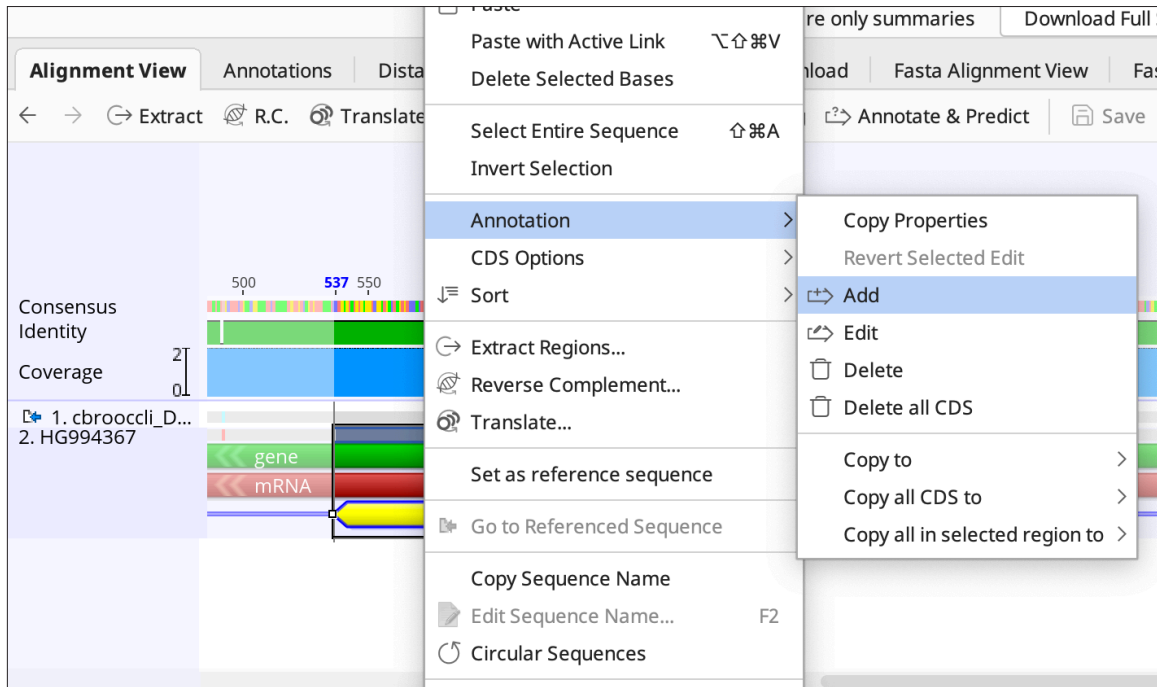 Paste
re only summaries
Download Full
Paste with Active Link ⌥⇧⌘V
Delete Selected Bases
Alignment View
Annotations
Dista
nload
Fasta Alignment View
Fas
Extract
R.C.
Translate
Annotate & Predict
Save
Select Entire Sequence ⇧⌘A
Invert Selection
Annotation
CDS Options
Sort
Extract Regions...
Reverse Complement...
Translate...
Set as reference sequence
Go to Referenced Sequence
Copy Sequence Name
Edit Sequence Name... F2
Circular Sequences
Copy Properties
Revert Selected Edit
Add
Edit
Delete
Delete all CDS
Copy to
Copy all CDS to
Copy all in selected region to
500 537 550
Consensus
Identity
Coverage
2
0
1. cbrooccli_D...
2. HG994367
gene
mRNA